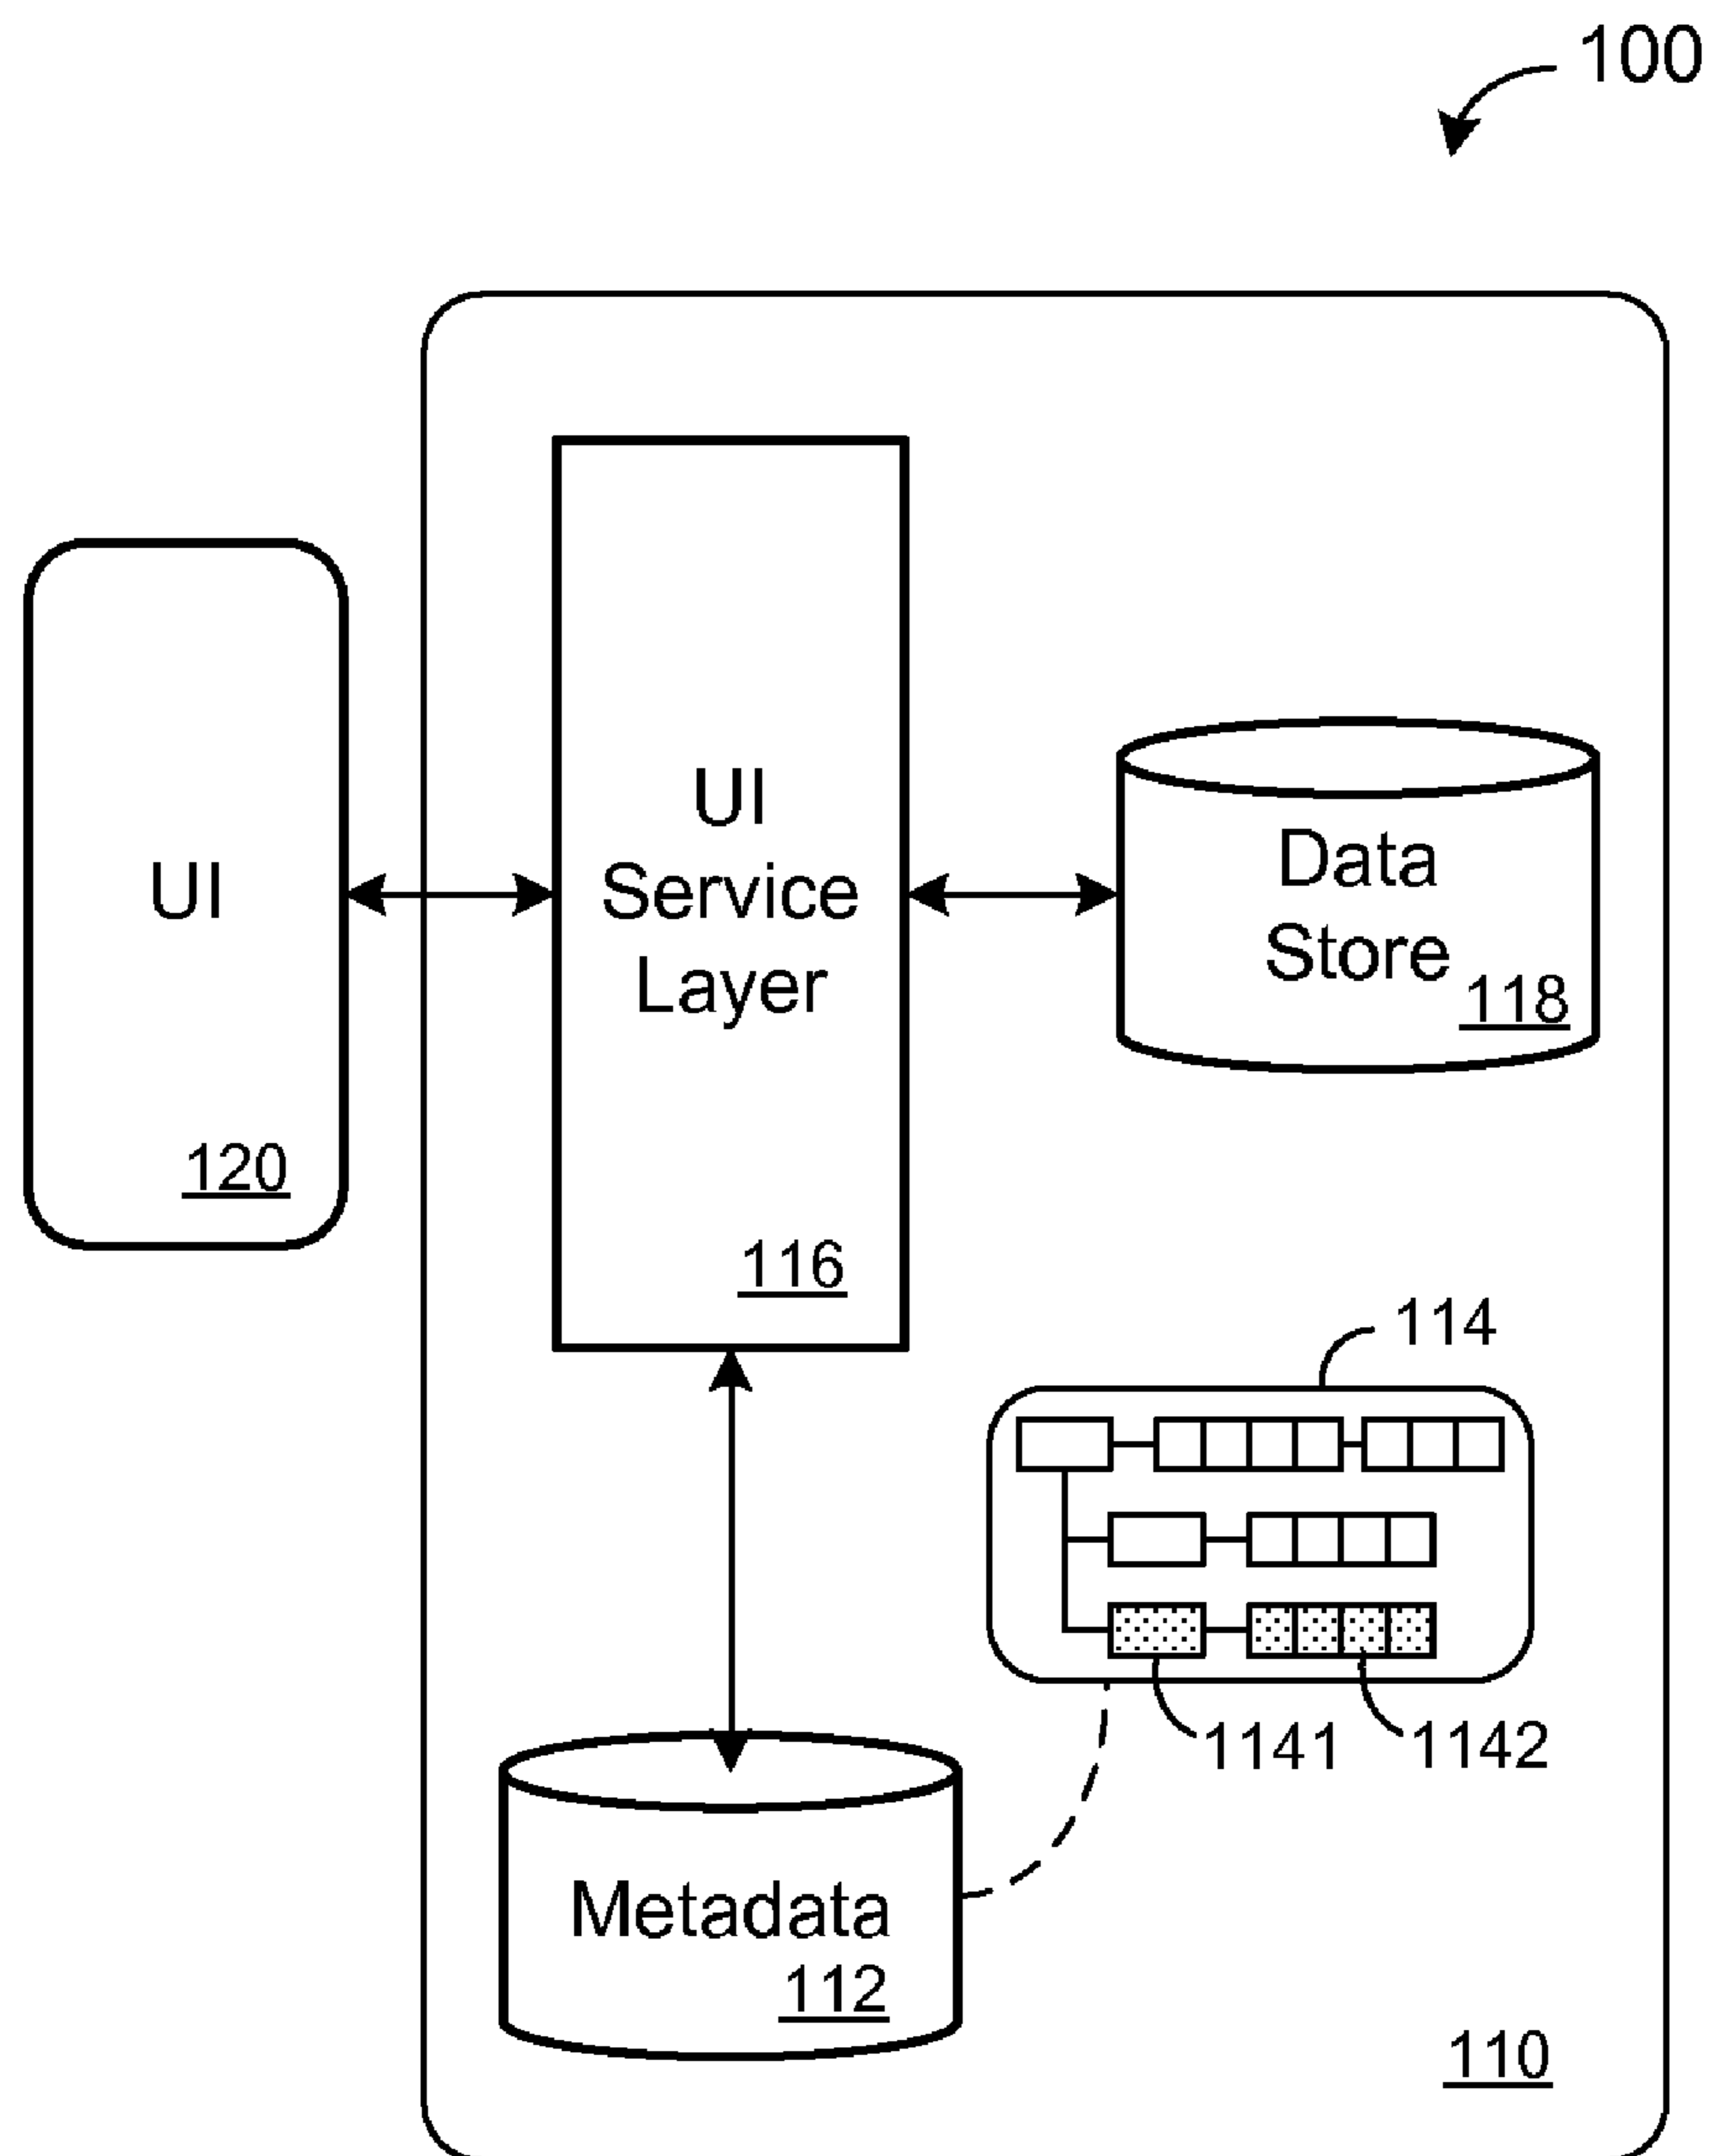 100
UI
Service
Layer
116
UI
120
Data
Store
118
114
1141
1142
Metadata
112
110